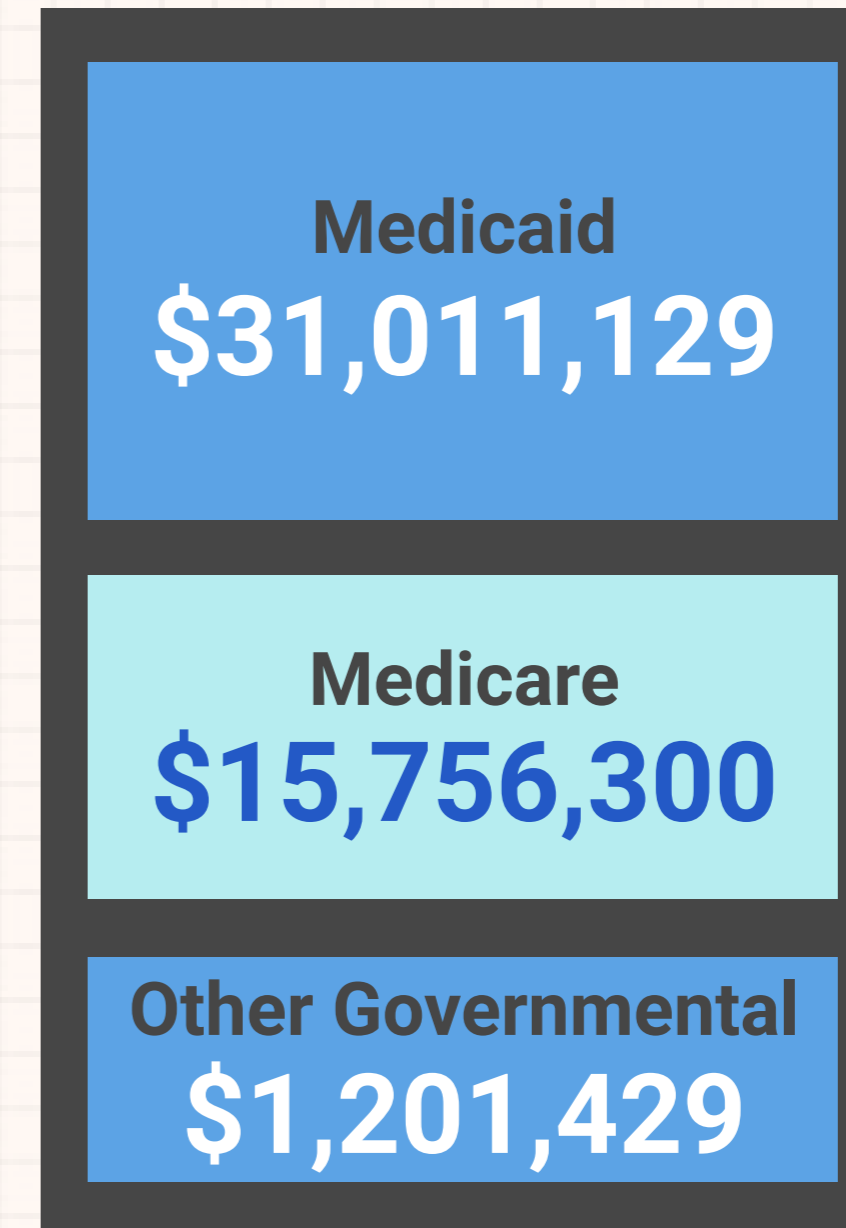 Medicaid
$31,011,129
Medicare
$15,756,300
Other Governmental
$1,201,429